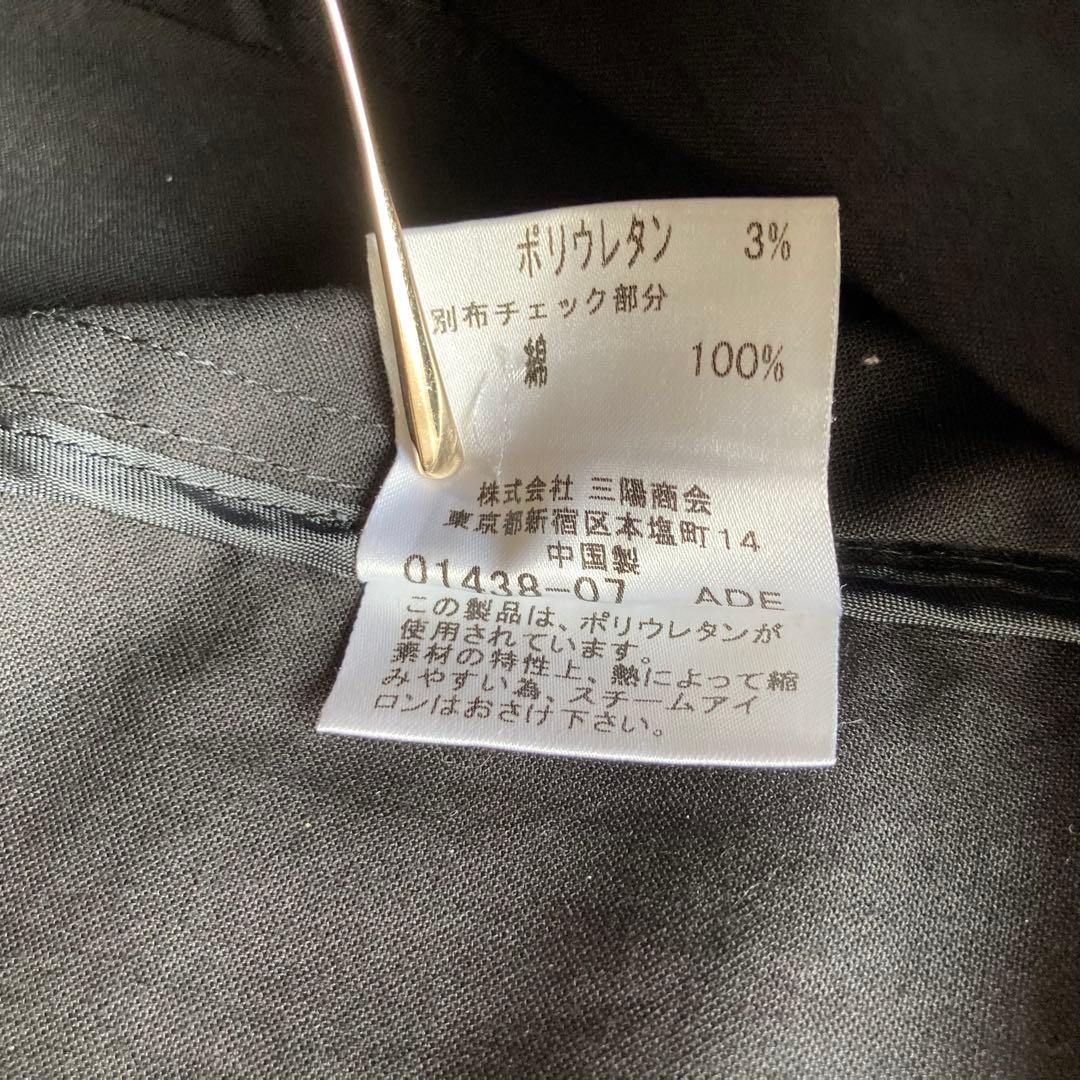 ポリウレタン 3%
別布チェック部分
綿 100%
株式会社 三陽商会
東京都新宿区本塩町14
中国製
01438-07 ADE
この製品は、ポリウレタンが
使用されています。
素材の特性上、熱によって縮
みやすい為、スチームアイ
ロンはおさけ下さい。